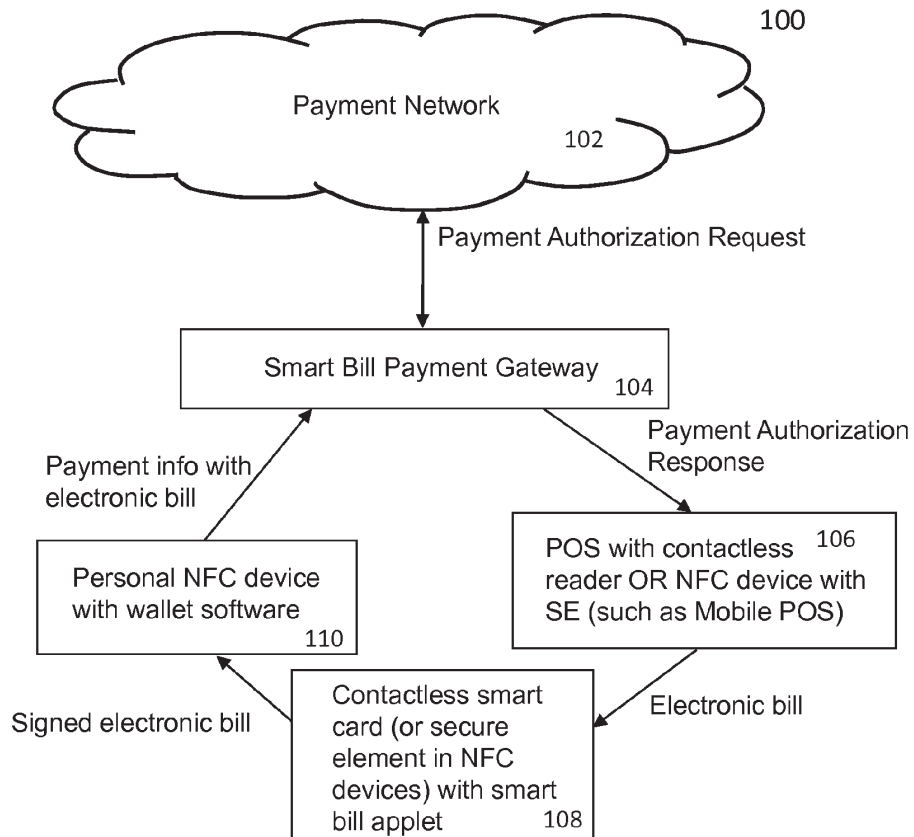 100
Payment Network
102
Payment Authorization Request
Smart Bill Payment Gateway
104
Payment Authorization
Response
Payment info with
electronic bill
POS with contactless
106
reader OR NFC device with
SE (such as Mobile POS)
Personal NFC device
with wallet software
110
Electronic bill
Signed electronic bill
Contactless smart
card (or secure
element in NFC
devices) with smart
bill applet
108